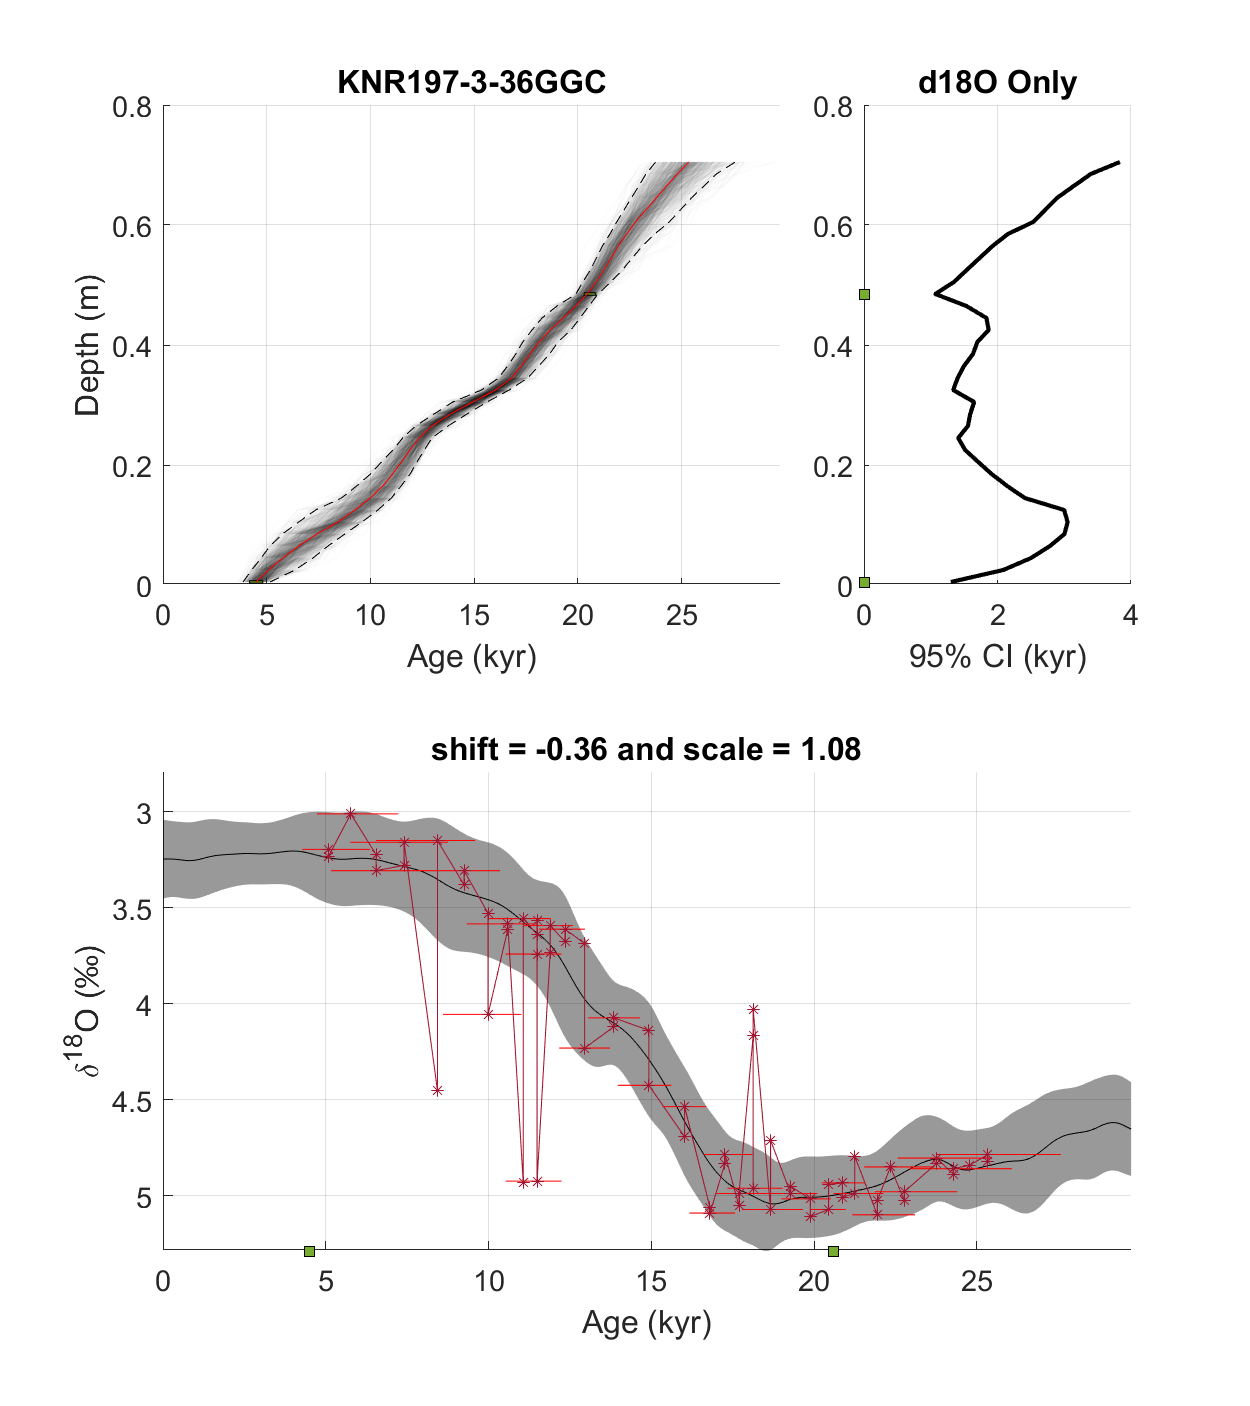 KNR197-3-36GGC
d18O Only
0.8
0.6
0.4
0.2
0
Depth (m)
0 5 10 15 20 25
Age (kyr)
0.8
0.6
0.4
0.2
0
0 2 4
95% CI (kyr)
shift = -0.36 and scale = 1.08
3
3.5
4
4.5
5
δ18O (‰)
0 5 10 15 20 25
Age (kyr)